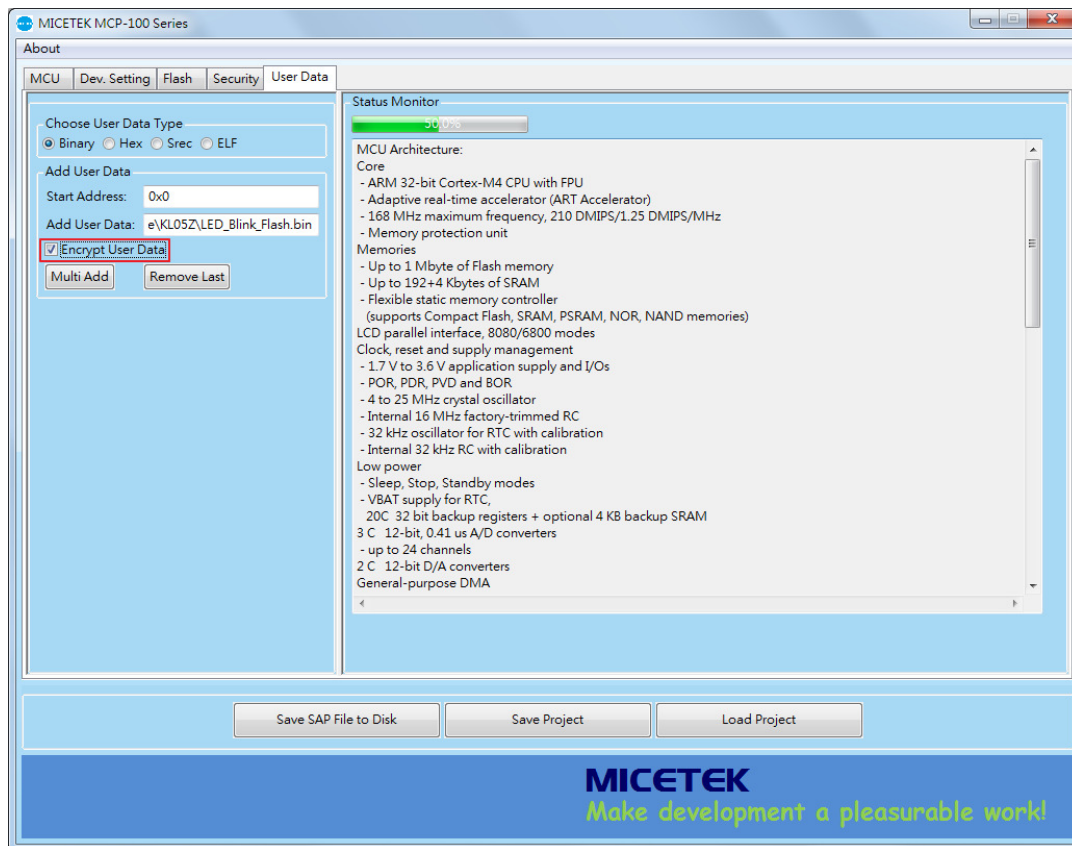 MICETEK MCP-100 Series
About
MCU Dev. Setting Flash Security User Data
Choose User Data Type
Binary Hex Srec ELF
Add User Data
Start Address: 0x0
Add User Data: e\KL05Z\LED_Blink_Flash.bin
Encrypt User Data
Multi Add Remove Last
Status Monitor
50.0%
MCU Architecture:
Core
- ARM 32-bit Cortex-M4 CPU with FPU
- Adaptive real-time accelerator (ART Accelerator)
- 168 MHz maximum frequency, 210 DMIPS/1.25 DMIPS/MHz
- Memory protection unit
Memories
- Up to 1 Mbyte of Flash memory
- Up to 192+4 Kbytes of SRAM
- Flexible static memory controller
(supports Compact Flash, SRAM, PSRAM, NOR, NAND memories)
LCD parallel interface, 8080/6800 modes
Clock, reset and supply management
- 1.7 V to 3.6 V application supply and I/Os
- POR, PDR, PVD and BOR
- 4 to 25 MHz crystal oscillator
- Internal 16 MHz factory-trimmed RC
- 32 kHz oscillator for RTC with calibration
- Internal 32 kHz RC with calibration
Low power
- Sleep, Stop, Standby modes
- VBAT supply for RTC,
20C 32 bit backup registers + optional 4 KB backup SRAM
3 C 12-bit, 0.41 us A/D converters
- up to 24 channels
2 C 12-bit D/A converters
General-purpose DMA
Save SAP File to Disk Save Project Load Project
MICETEK
Make development a pleasurable work!